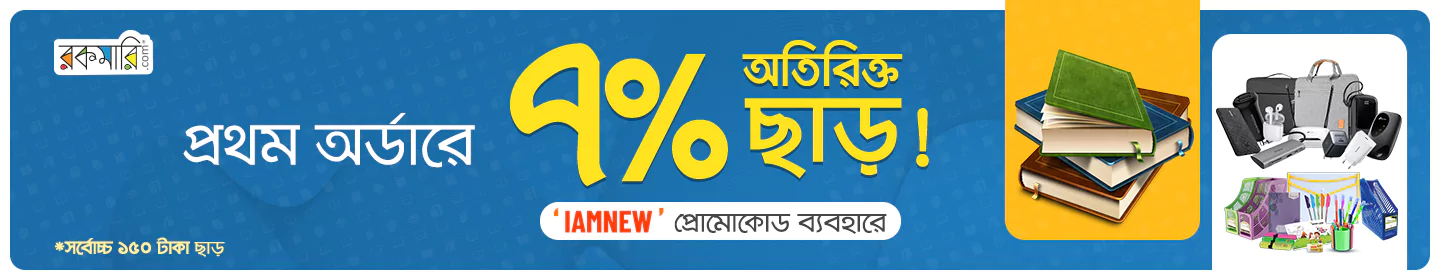 রকমারি.com
প্রথম অর্ডারে
৭% অতিরিক্ত
ছাড়!
‘IAMNEW’ প্রোমোকোড ব্যবহারে
*সর্বোচ্চ ১৫০ টাকা ছাড়